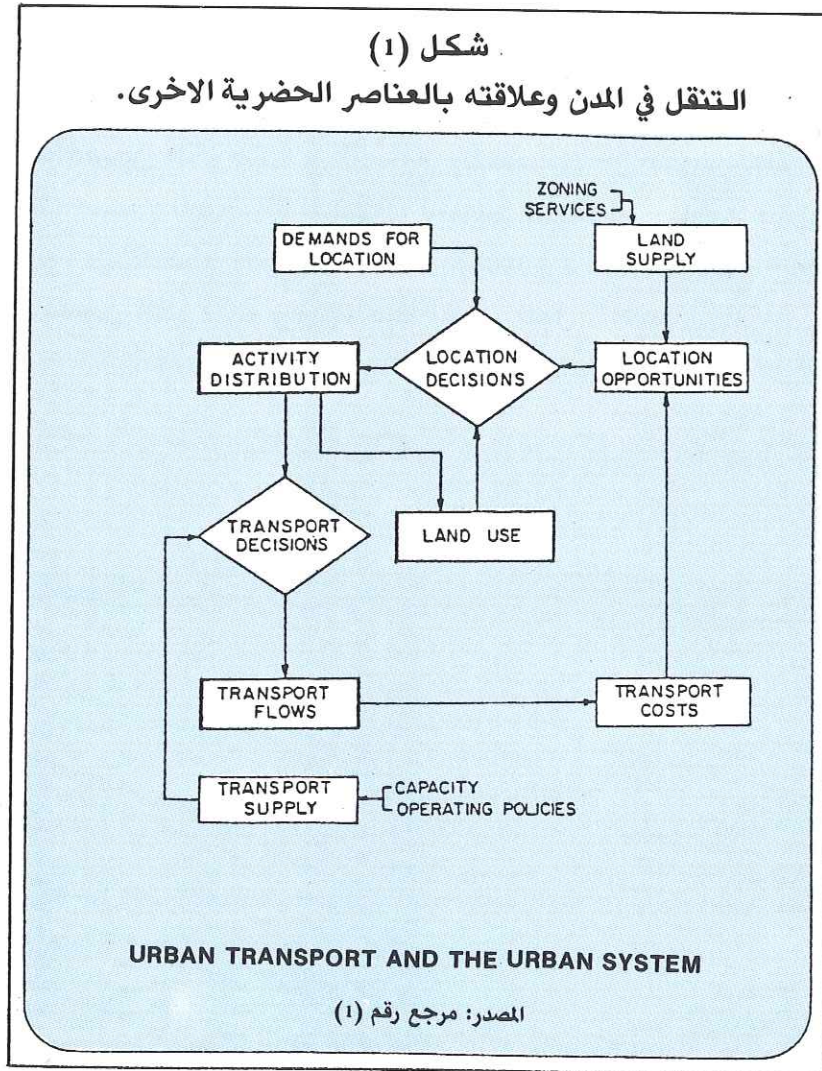 شكل (1)
التنقل في المدن وعلاقته بالعناصر الحضرية الاخرى.
ZONING
SERVICES
DEMANDS FOR
LOCATION
LAND
SUPPLY
ACTIVITY
DISTRIBUTION
LOCATION
DECISIONS
LOCATION
OPPORTUNITIES
TRANSPORT
DECISIONS
LAND USE
TRANSPORT
FLOWS
TRANSPORT
COSTS
TRANSPORT
SUPPLY
CAPACITY
OPERATING POLICIES
URBAN TRANSPORT AND THE URBAN SYSTEM
المصدر: مرجع رقم (1)